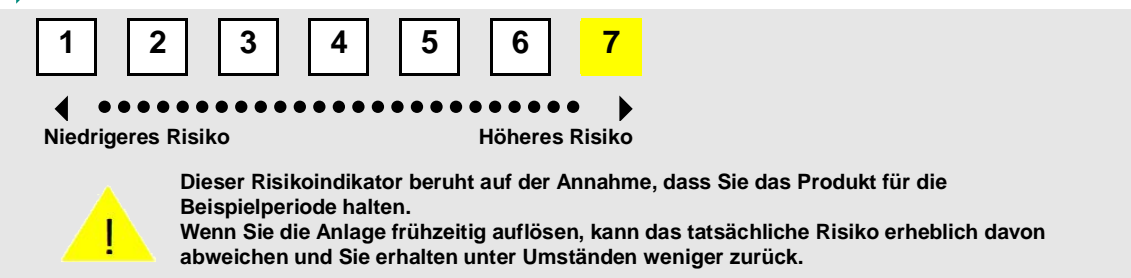 1 2 3 4 5 6 7
Niedrigeres Risiko Höheres Risiko
Dieser Risikoindikator beruht auf der Annahme, dass Sie das Produkt für die
Beispielperiode halten.
Wenn Sie die Anlage frühzeitig auflösen, kann das tatsächliche Risiko erheblich davon
abweichen und Sie erhalten unter Umständen weniger zurück.
!